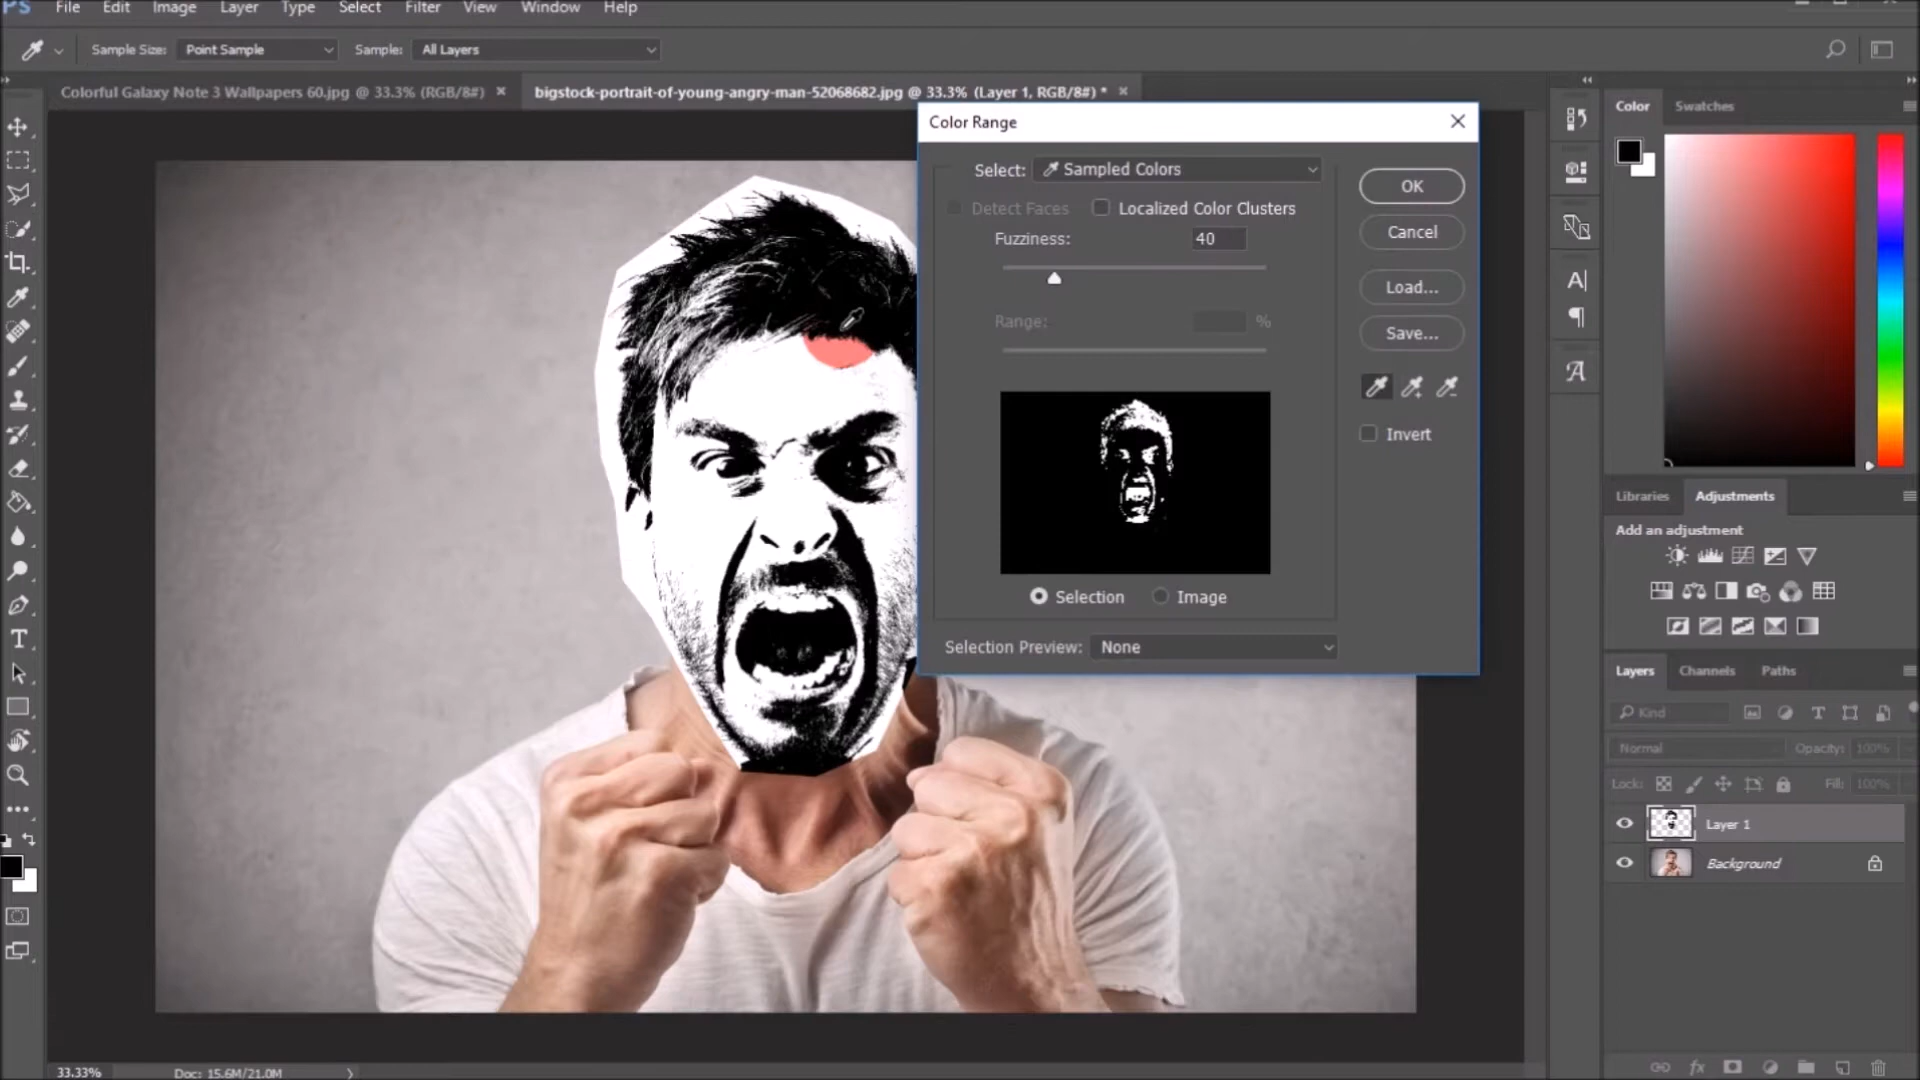 PS File Edit Image Layer Type Select Filter View Window Help
Sample Size: Point Sample Sample: All Layers
Colorful Galaxy Note 3 Wallpapers 60.jpg @ 33.3% (RGB/8#) × bigstock-portrait-of-young-angry-man-52068682.jpg @ 33.3% (Layer 1, RGB/8#) * ×
Color Range
Select: Sampled Colors
Detect Faces Localized Color Clusters
Fuzziness: 40
Range: %
Selection Image
Selection Preview: None
OK
Cancel
Load...
Save...
Invert
Color Swatches
Libraries Adjustments
Add an adjustment
Layers Channels Paths
Kind
Normal Opacity: 100%
Lock: Fill: 100%
Layer 1
Background
33.33% Doc: 15.6M/21.0M